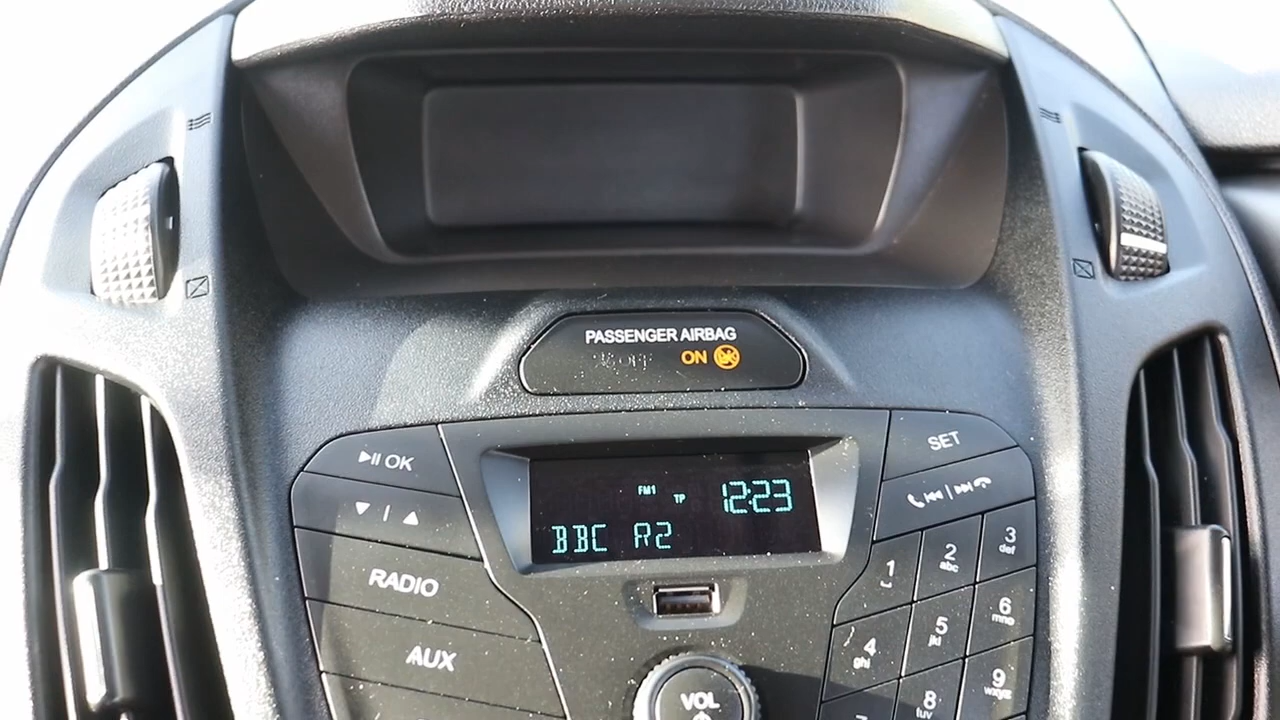 PASSENGER AIRBAG
OFF ON
OK
SET
FM1 TP 12:23
BBC R2
RADIO
AUX
VOL
1
2 abc
3 def
4 ghi
5 jkl
6 mno
8 tuv
9 wxyz